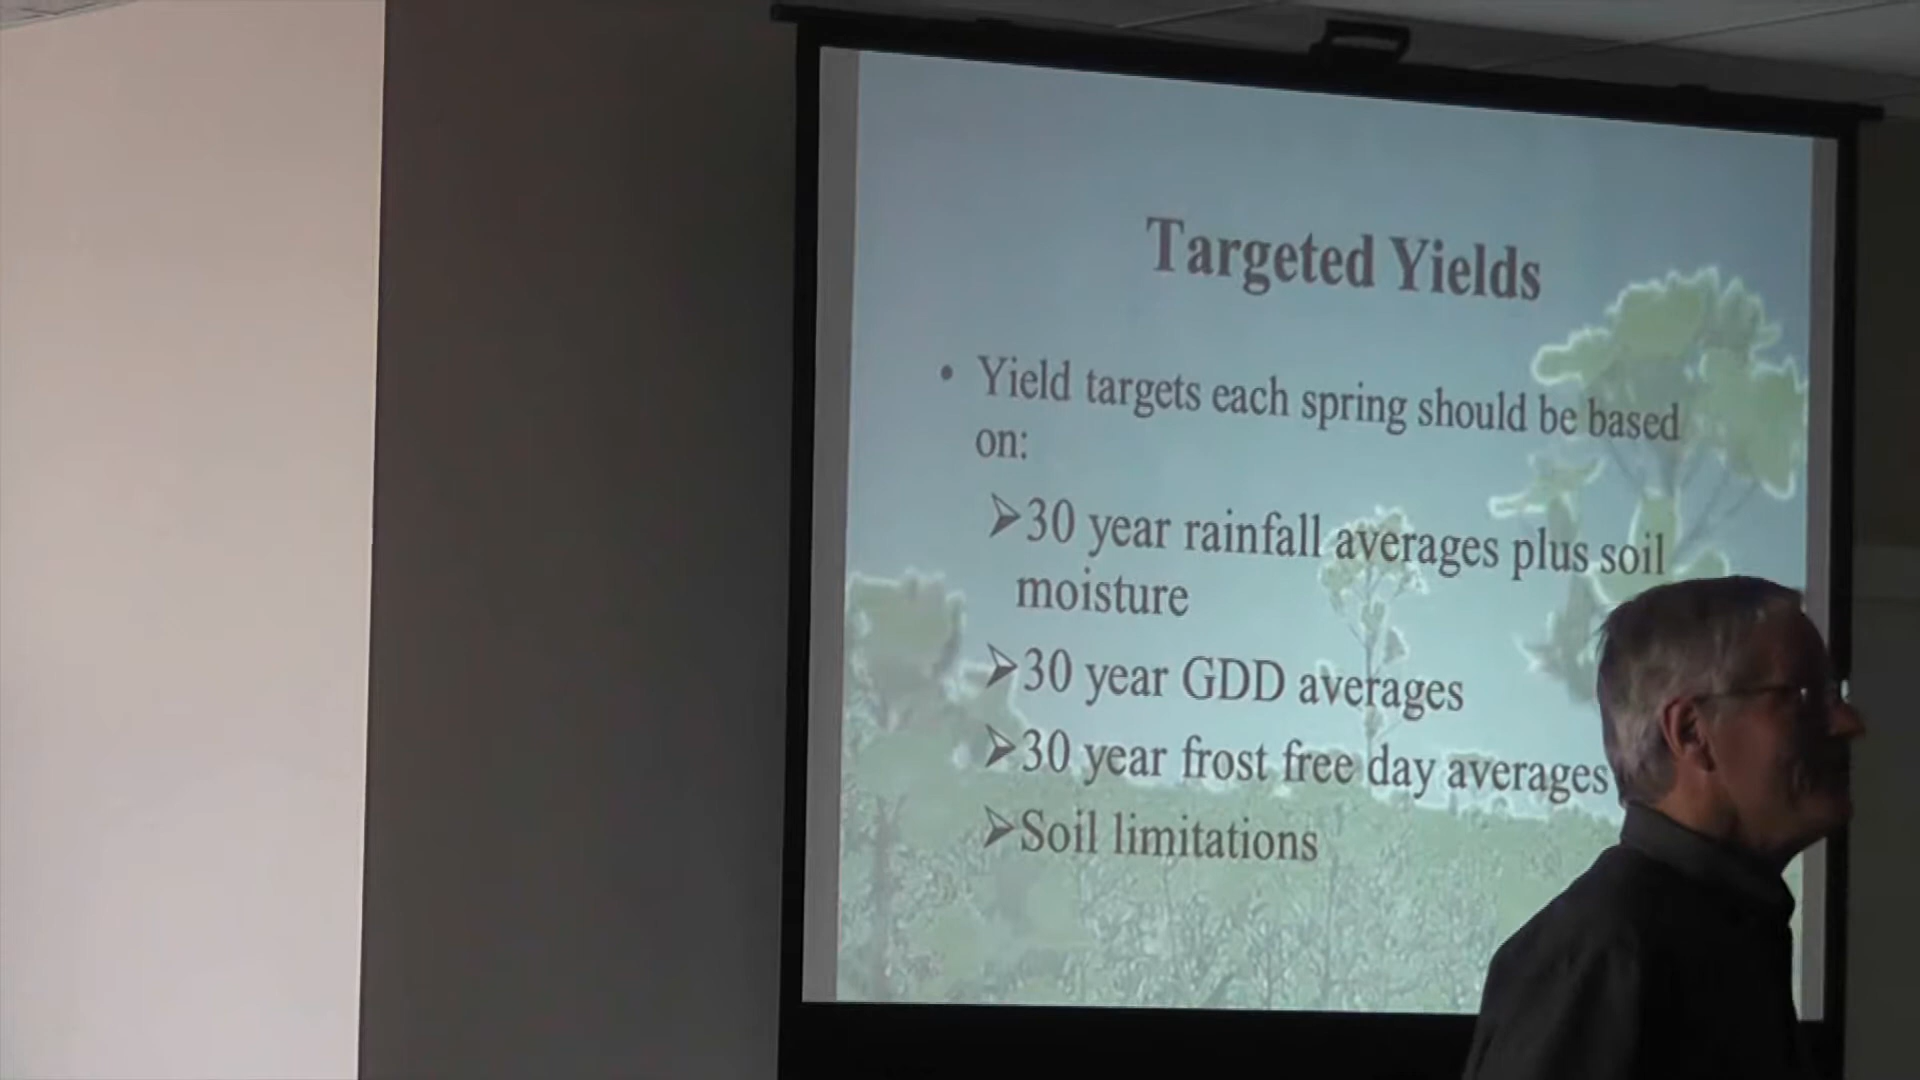 Targeted Yields
• Yield targets each spring should be based
on:
➢30 year rainfall averages plus soil
moisture
➢30 year GDD averages
➢30 year frost free day averages
➢Soil limitations